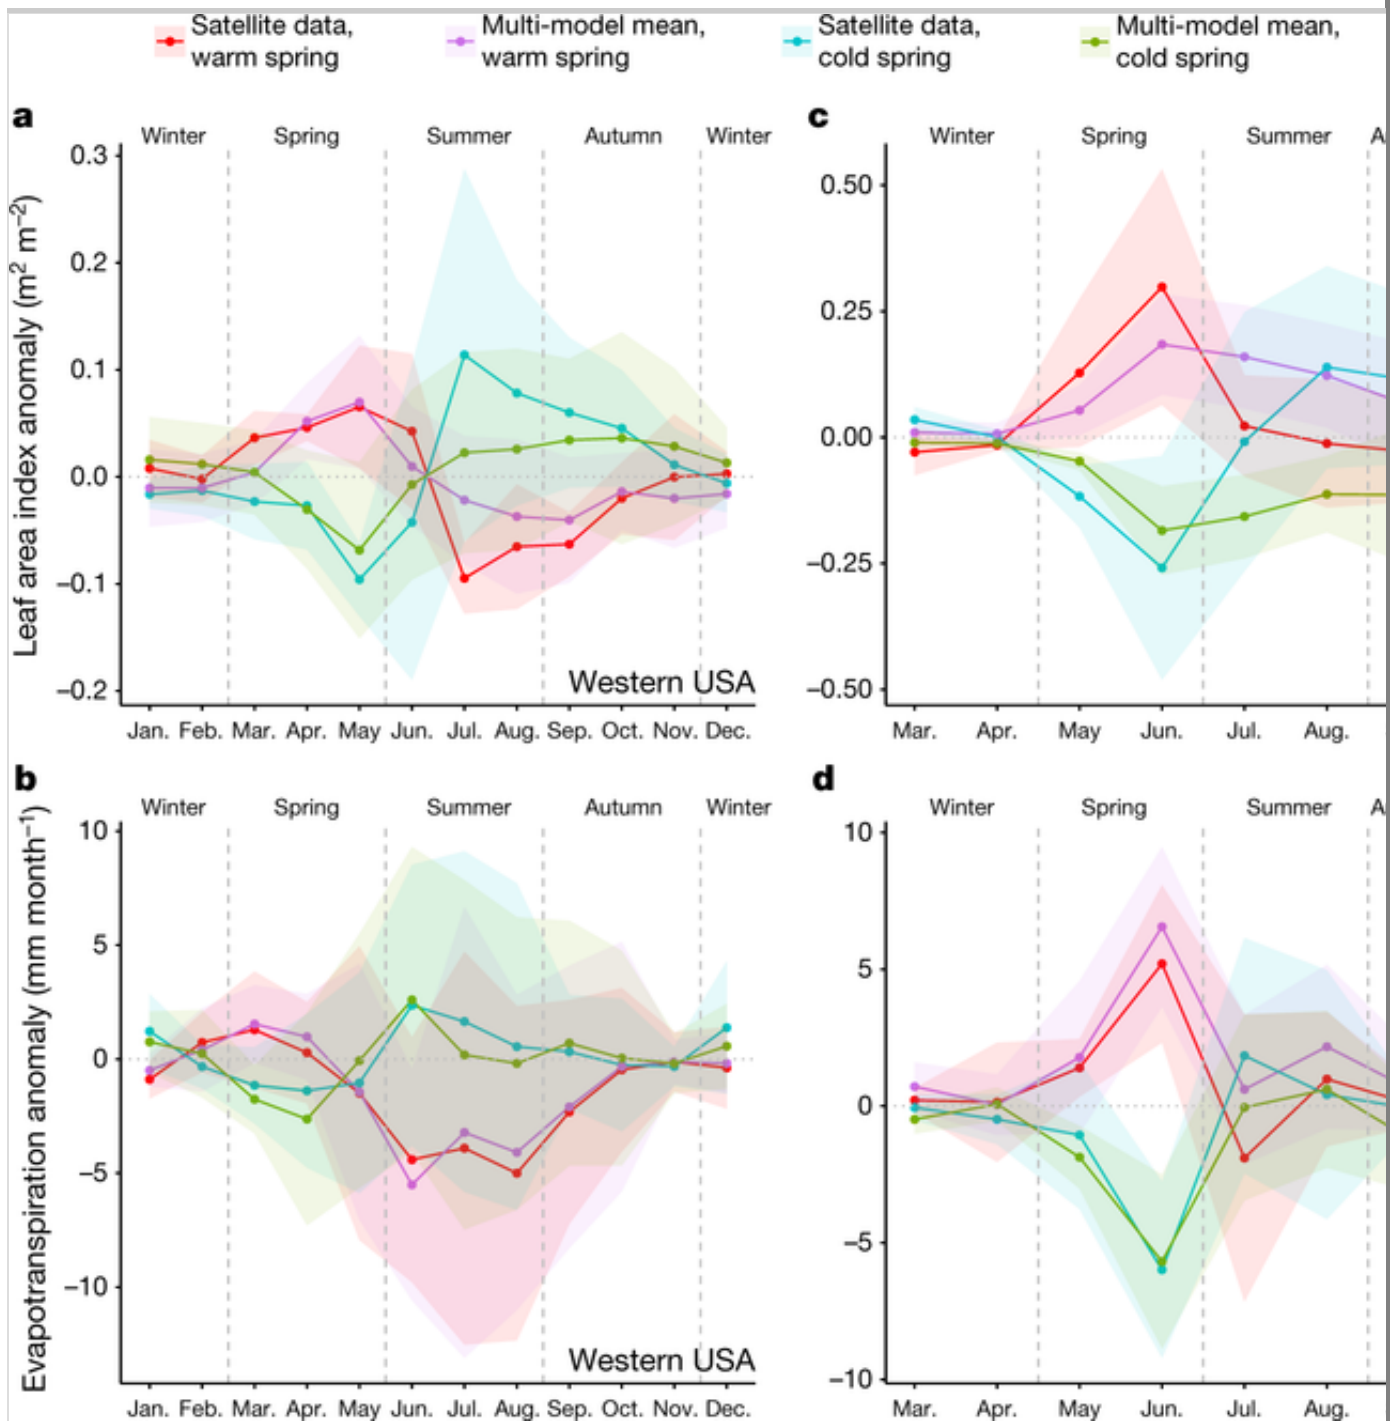 Satellite data,
warm spring
Multi-model mean,
warm spring
Satellite data,
cold spring
Multi-model mean,
cold spring
a
Winter Spring Summer Autumn Winter
Leaf area index anomaly (m² m⁻²)
0.3
0.2
0.1
0.0
−0.1
−0.2
Western USA
Jan. Feb. Mar. Apr. May Jun. Jul. Aug. Sep. Oct. Nov. Dec.
c
Winter Spring Summer A
0.50
0.25
0.00
−0.25
−0.50
Mar. Apr. May Jun. Jul. Aug.
b
Winter Spring Summer Autumn Winter
Evapotranspiration anomaly (mm month⁻¹)
10
5
0
−5
−10
Western USA
Jan. Feb. Mar. Apr. May Jun. Jul. Aug. Sep. Oct. Nov. Dec.
d
Winter Spring Summer A
10
5
0
−5
−10
Mar. Apr. May Jun. Jul. Aug.